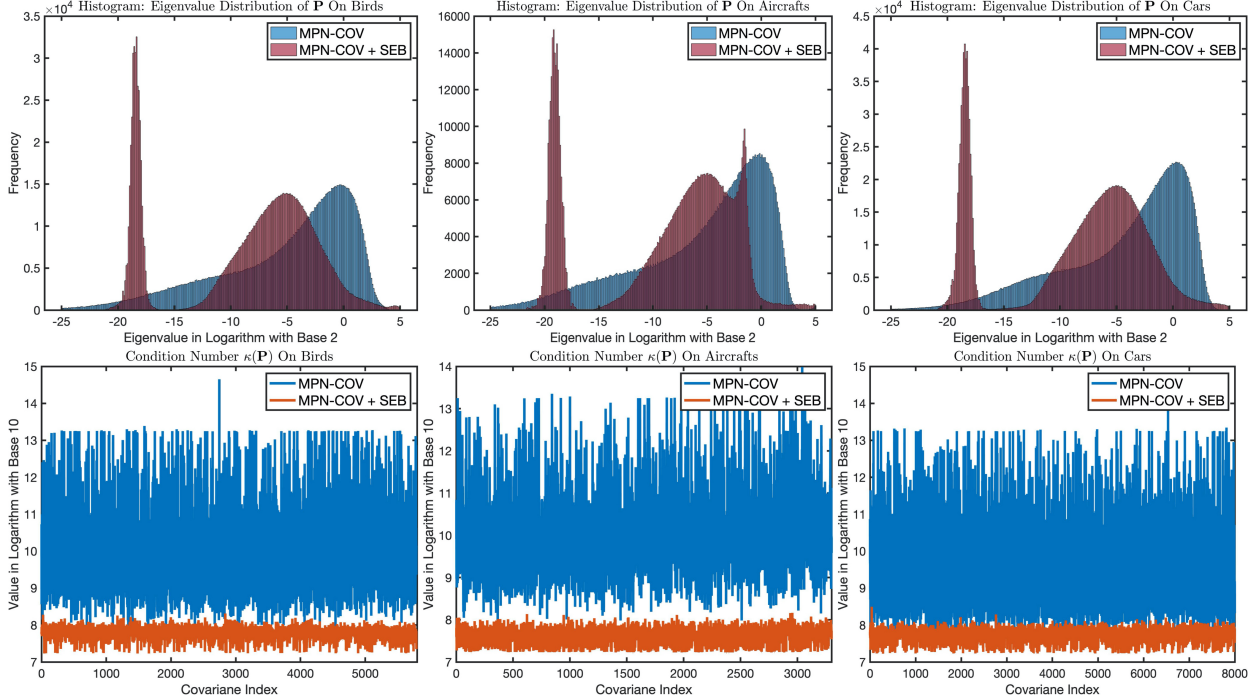 Histogram: Eigenvalue Distribution of P On Birds
×10⁴
3.5
3
2.5
2
1.5
1
0.5
0
Frequency
MPN-COV
MPN-COV + SEB
-25 -20 -15 -10 -5 0 5
Eigenvalue in Logarithm with Base 2
Histogram: Eigenvalue Distribution of P On Aircrafts
16000
14000
12000
10000
8000
6000
4000
2000
0
Frequency
MPN-COV
MPN-COV + SEB
-25 -20 -15 -10 -5 0 5
Eigenvalue in Logarithm with Base 2
Histogram: Eigenvalue Distribution of P On Cars
×10⁴
4.5
4
3.5
3
2.5
2
1.5
1
0.5
0
Frequency
MPN-COV
MPN-COV + SEB
-25 -20 -15 -10 -5 0 5
Eigenvalue in Logarithm with Base 2
Condition Number κ(P) On Birds
15
14
13
12
11
10
9
8
7
Value in Logarithm with Base 10
MPN-COV
MPN-COV + SEB
0 1000 2000 3000 4000 5000
Covariane Index
Condition Number κ(P) On Aircrafts
14
13
12
11
10
9
8
7
Value in Logarithm with Base 10
MPN-COV
MPN-COV + SEB
0 500 1000 1500 2000 2500 3000
Covariane Index
Condition Number κ(P) On Cars
15
14
13
12
11
10
9
8
7
Value in Logarithm with Base 10
MPN-COV
MPN-COV + SEB
0 1000 2000 3000 4000 5000 6000 7000 8000
Covariane Index